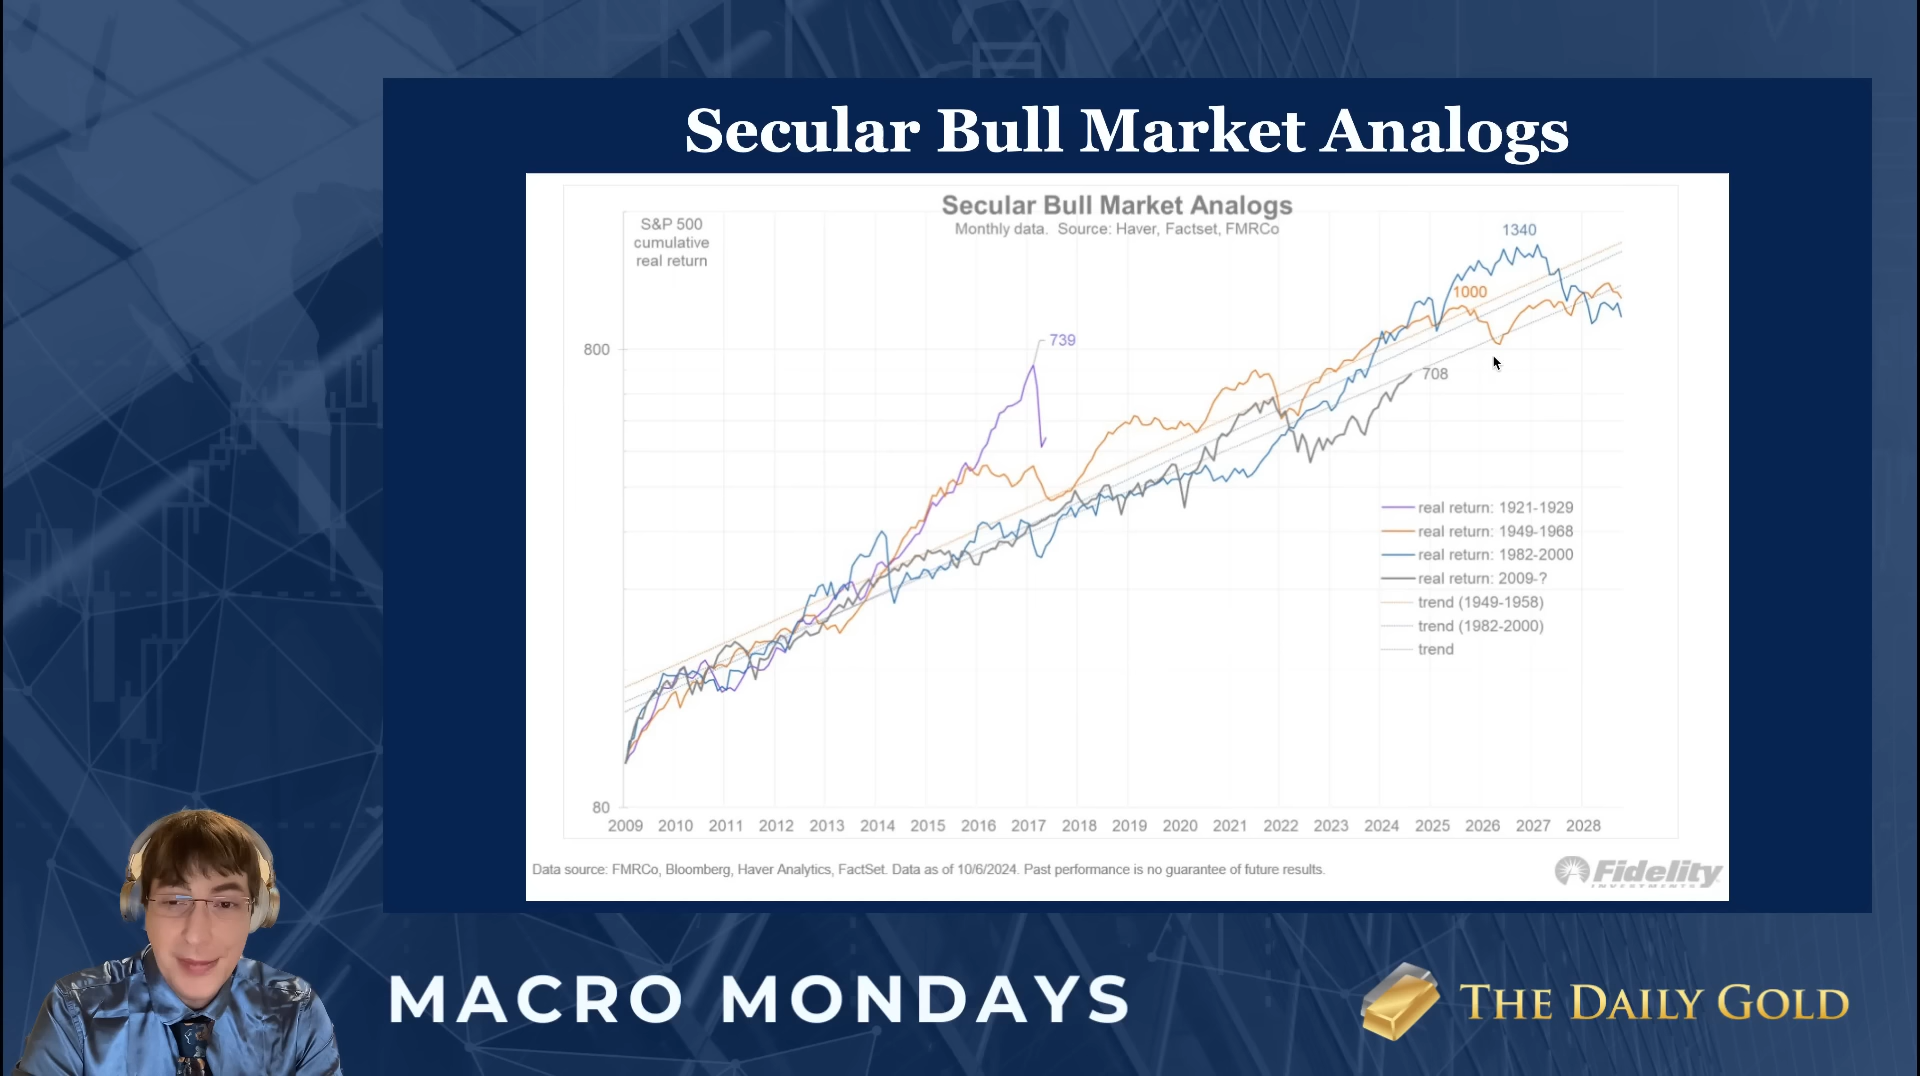 Secular Bull Market Analogs
Secular Bull Market Analogs
Monthly data. Source: Haver, Factset, FMRCo
S&P 500
cumulative
real return
1340
1000
739
800
708
real return: 1921-1929
real return: 1949-1968
real return: 1982-2000
real return: 2009-?
trend (1949-1958)
trend (1982-2000)
trend
80
2009 2010 2011 2012 2013 2014 2015 2016 2017 2018 2019 2020 2021 2022 2023 2024 2025 2026 2027 2028
Data source: FMRCo, Bloomberg, Haver Analytics, FactSet. Data as of 10/6/2024. Past performance is no guarantee of future results.
Fidelity
INVESTMENTS
MACRO MONDAYS
THE DAILY GOLD